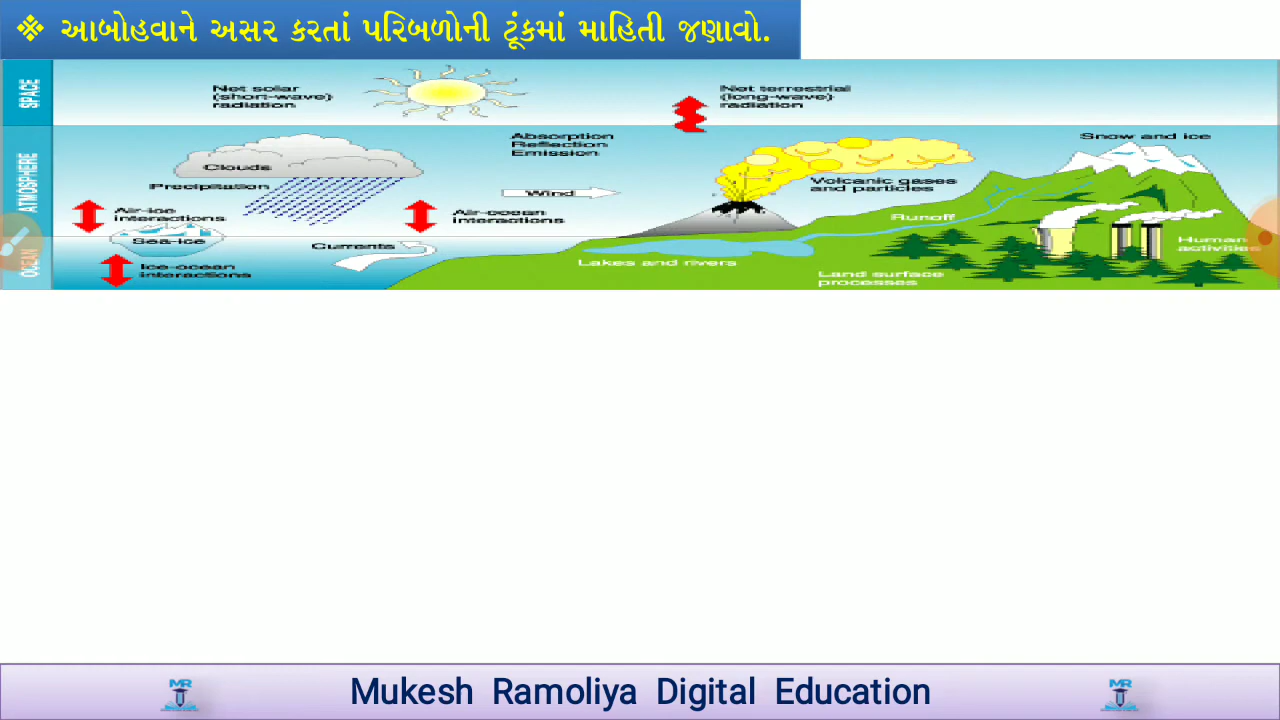 ❖ આબોહવાને અસર કરતાં પરિબળોની ટૂંકમાં માહિતી જણાવો.
SPACE
Net solar
(short-wave)
radiation
Net terrestrial
(long-wave)
radiation
ATMOSPHERE
Absorption
Reflection
Emission
Snow and ice
Clouds
Precipitation
Wind
Volcanic gases
and particles
Air-ice
interactions
Air-ocean
interactions
Runoff
OCEAN
Sea-ice
Currents
Human
activities
Ice-ocean
interactions
Lakes and rivers
Land surface
processes
MR
Mukesh Ramoliya Digital Education
MR